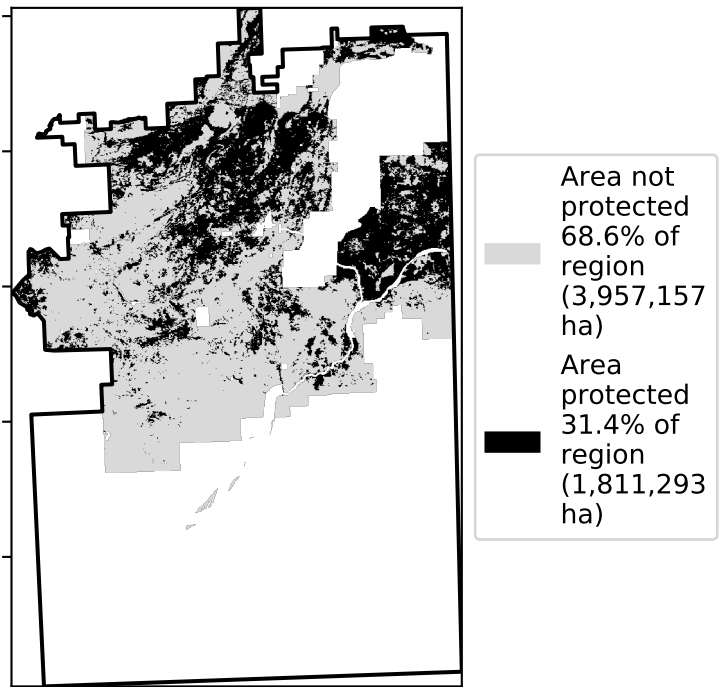 Area not
protected
68.6% of
region
(3,957,157
ha)
Area
protected
31.4% of
region
(1,811,293
ha)